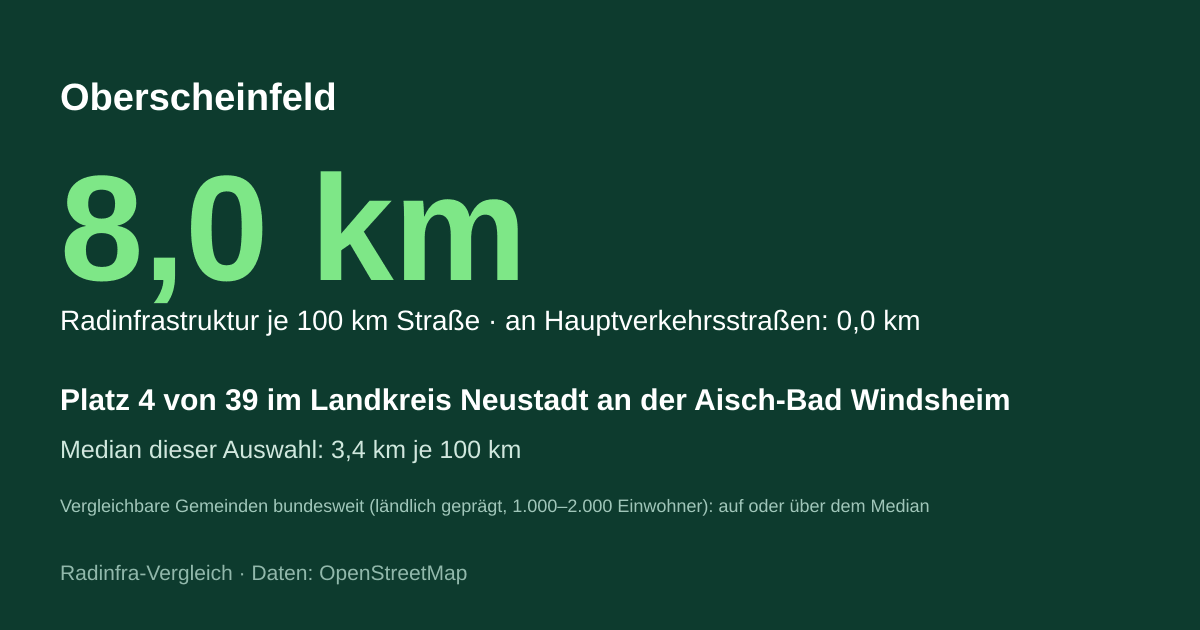 Oberscheinfeld
8,0 km
Radinfrastruktur je 100 km Straße · an Hauptverkehrsstraßen: 0,0 km
Platz 4 von 39 im Landkreis Neustadt an der Aisch-Bad Windsheim
Median dieser Auswahl: 3,4 km je 100 km
Vergleichbare Gemeinden bundesweit (ländlich geprägt, 1.000–2.000 Einwohner): auf oder über dem Median
Radinfra-Vergleich · Daten: OpenStreetMap